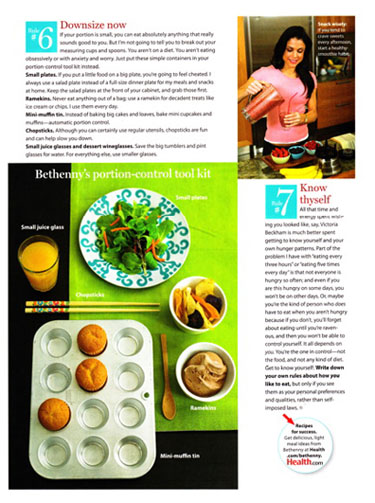 Rule
#6
Downsize now
If your portion is small, you can eat absolutely anything that really
sounds good to you. But I'm not going to tell you to break out your
measuring cups and spoons. You aren't on a diet. You aren't eating
obsessively or with anxiety and worry. Just put these simple containers in your
portion-control tool kit instead.
Small plates. If you put a little food on a big plate, you're going to feel cheated. I
always use a salad plate instead of a full-size dinner plate for my meals and snacks
at home. Keep the salad plates at the front of your cabinet, and grab those first.
Ramekins. Never eat anything out of a bag; use a ramekin for decadent treats like
ice cream or chips. I use them every day.
Mini-muffin tin. Instead of baking big cakes and loaves, bake mini cupcakes and
muffins—automatic portion control.
Chopsticks. Although you can certainly use regular utensils, chopsticks are fun
and can help slow you down.
Small juice glasses and dessert wineglasses. Save the big tumblers and pint
glasses for water. For everything else, use smaller glasses.
Snack anxiety:
If you tend to
crave sweets
every afternoon,
start a healthy
smoothie habit.
Bethenny's portion-control tool kit
Small plates
Small juice glass
Chopsticks
Ramekins
Mini-muffin tin
Rule
#7
Know
thyself
All that time and
energy spent wish-
ing you looked like, say, Victoria
Beckham is much better spent
getting to know yourself and your
own hunger patterns. Part of the
problem I have with "eating every
three hours" or "eating five times
every day" is that not everyone is
hungry so often; and even if you
are this hungry on some days, you
won't be on other days. Or, maybe
you're the kind of person who does
have to eat when you aren't hungry
because if you don't, you'll forget
about eating until you're raven-
ous, and then you won't be able to
control yourself. It all depends on
you. You're the one in control—not
the food, and not any kind of diet.
Get to know yourself. Write down
your own rules about how you
like to eat, but only if you see
them as your personal preferences
and qualities, rather than self-
imposed laws.
Recipes
for success.
Get delicious, light
meal ideas from
Bethenny at Health
.com/bethenny.
Health.com